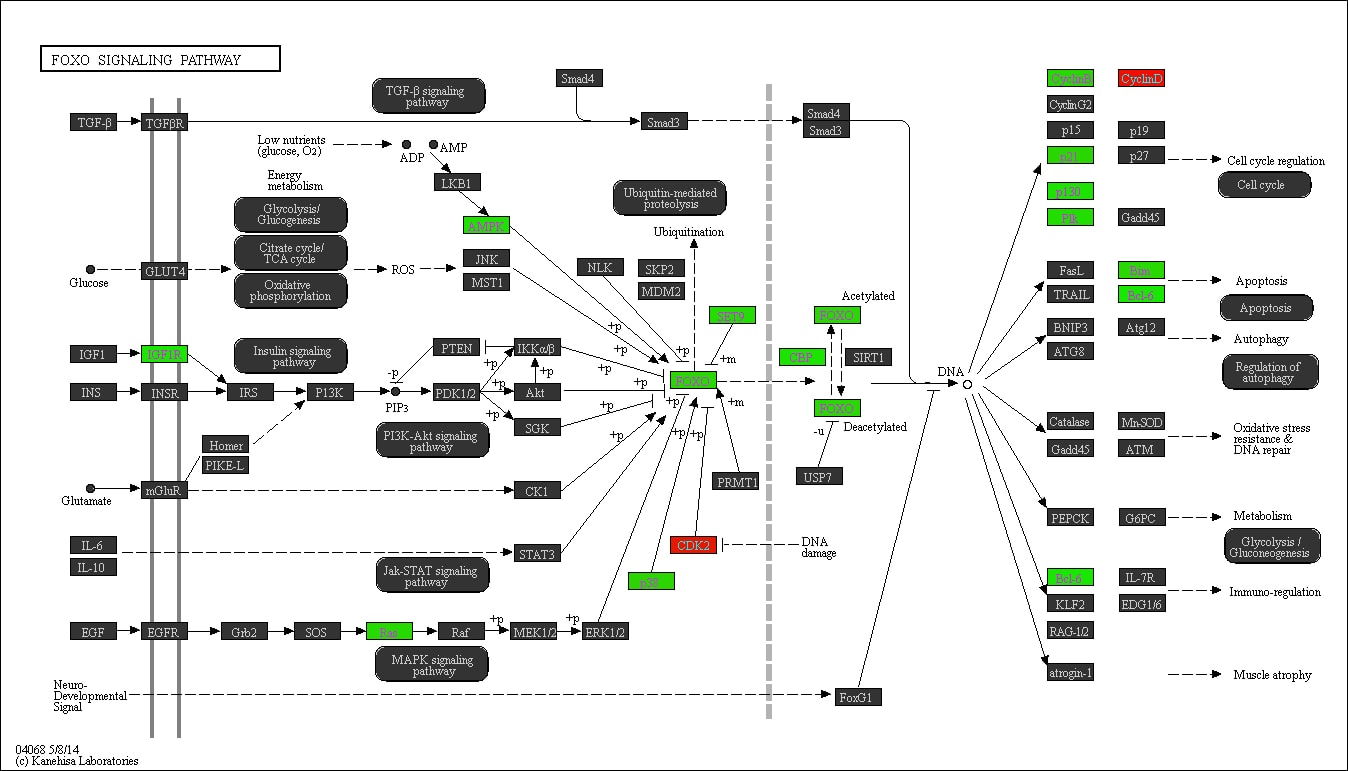 FOXO SIGNALING PATHWAY
TGF-β
TGFβR
TGF-β signaling
pathway
Smad4
Smad3
Smad4
Smad3
Low nutrients
(glucose, O2)
ADP
AMP
LKB1
AMPK
Energy
metabolism
Glycolysis/
Glucogenesis
Citrate cycle/
TCA cycle
Oxidative
phosphorylation
Glucose
GLUT4
ROS
JNK
MST1
Ubiquitin-mediated
proteolysis
Ubiquitination
NLK
SKP2
MDM2
SET9
+p
+p
+p
+m
IGF1
IGF1R
Insulin signaling
pathway
PTEN
IKKα/β
-p
+p
+p
INS
INSR
IRS
P13K
PIP3
PDK1/2
+p
Akt
+p
+p
SGK
+p
+p
FOXO
+p
+m
+p
+p
Homer
PIKE-L
PI3K-Akt signaling
pathway
Glutamate
mGluR
CK1
PRMT1
IL-6
IL-10
STAT3
Jak-STAT signaling
pathway
CDK2
DNA
damage
p38
EGF
EGFR
Grb2
SOS
Ras
Raf
+p
MEK1/2
+p
ERK1/2
MAPK signaling
pathway
Neuro-
Developmental
Signal
FoxG1
Acetylated
FOXO
CBP
SIRT1
FOXO
Deacetylated
-u
USP7
DNA
CyclinB
CyclinD
CyclinG2
p15
p19
p21
p27
p130
Plk
Gadd45
Cell cycle regulation
Cell cycle
FasL
Bim
TRAIL
Bcl-6
Apoptosis
Apoptosis
BNIP3
Atg12
ATG8
Autophagy
Regulation of
autophagy
Catalase
Mn-SOD
Gadd45
ATM
Oxidative stress
resistance &
DNA repair
PEPCK
G6PC
Metabolism
Glycolysis /
Gluconeogenesis
Bcl-6
IL-7R
KLF2
EDG1/6
RAG-1/2
Immuno-regulation
atrogin-1
Muscle atrophy
04068 5/8/14
(c) Kanehisa Laboratories